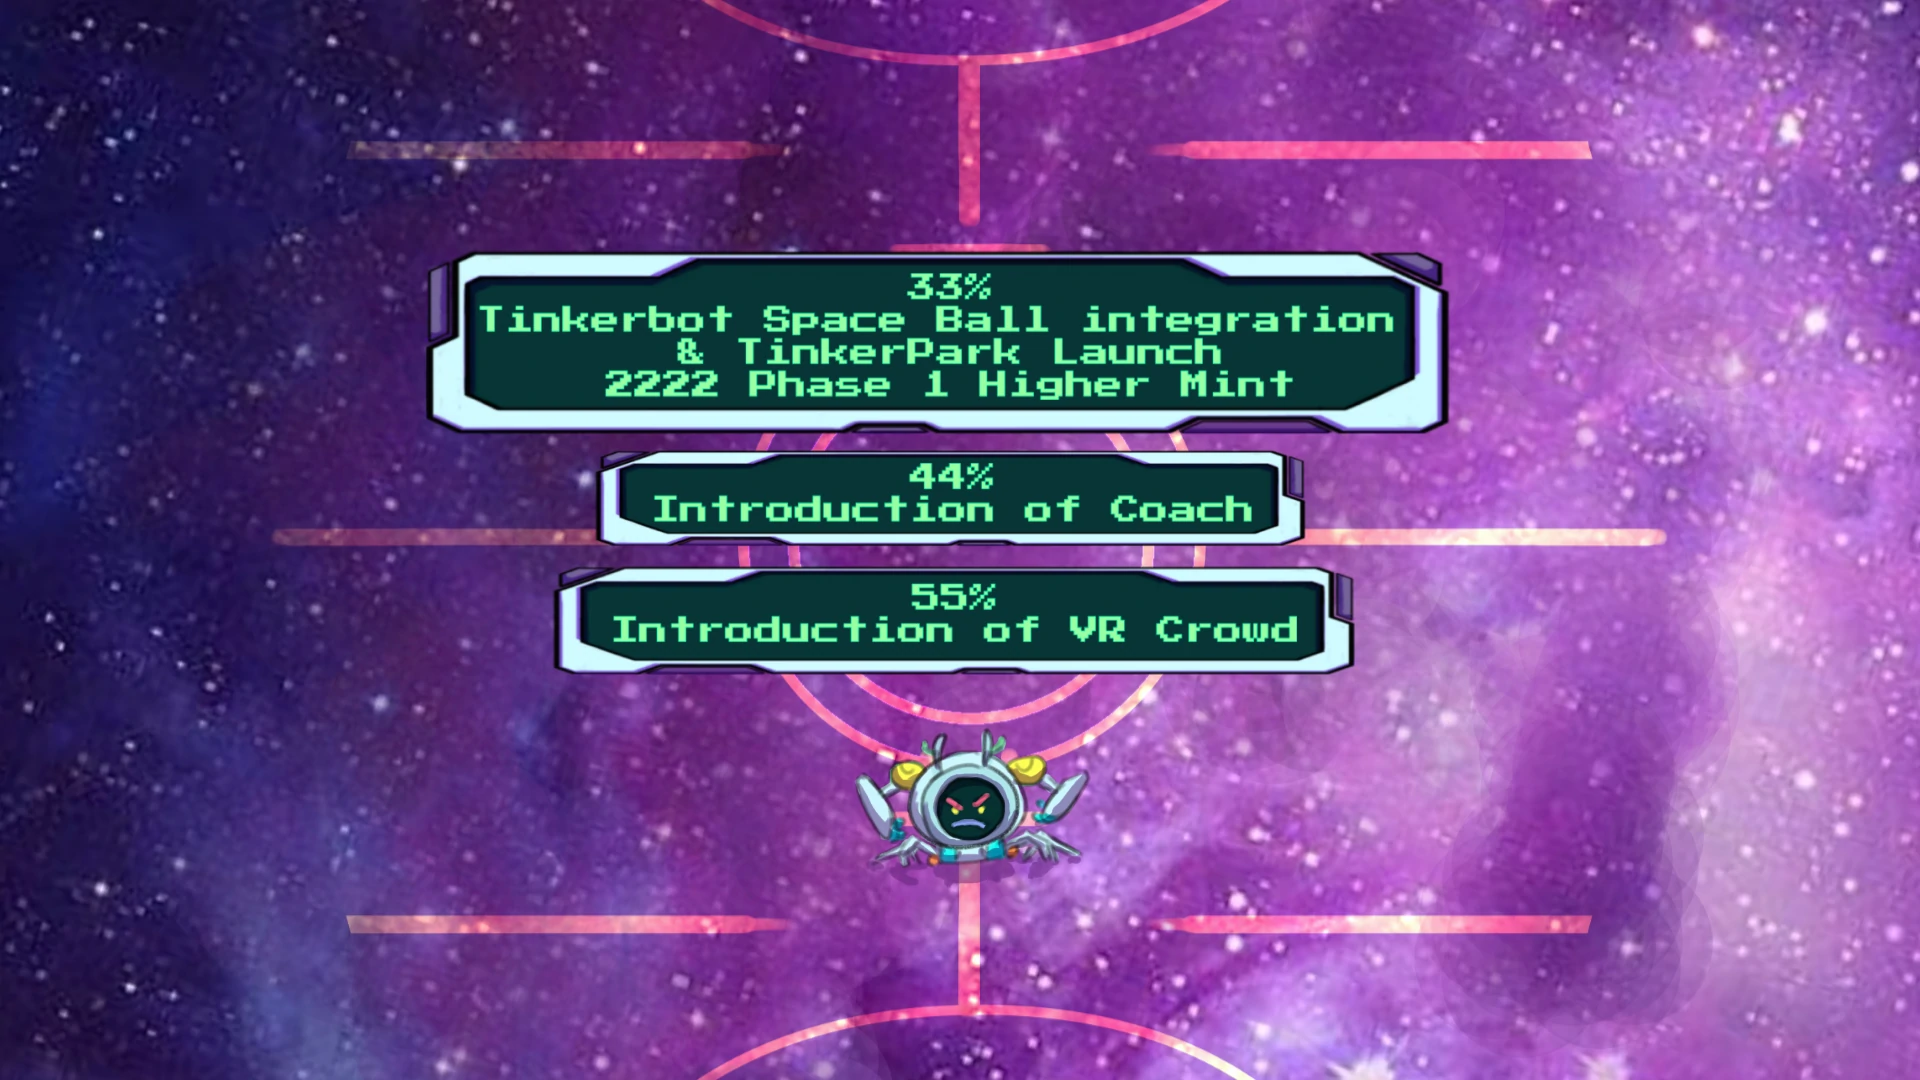 33%
Tinkerbot Space Ball integration
& TinkerPark Launch
2222 Phase 1 Higher Mint
44%
Introduction of Coach
55%
Introduction of VR Crowd